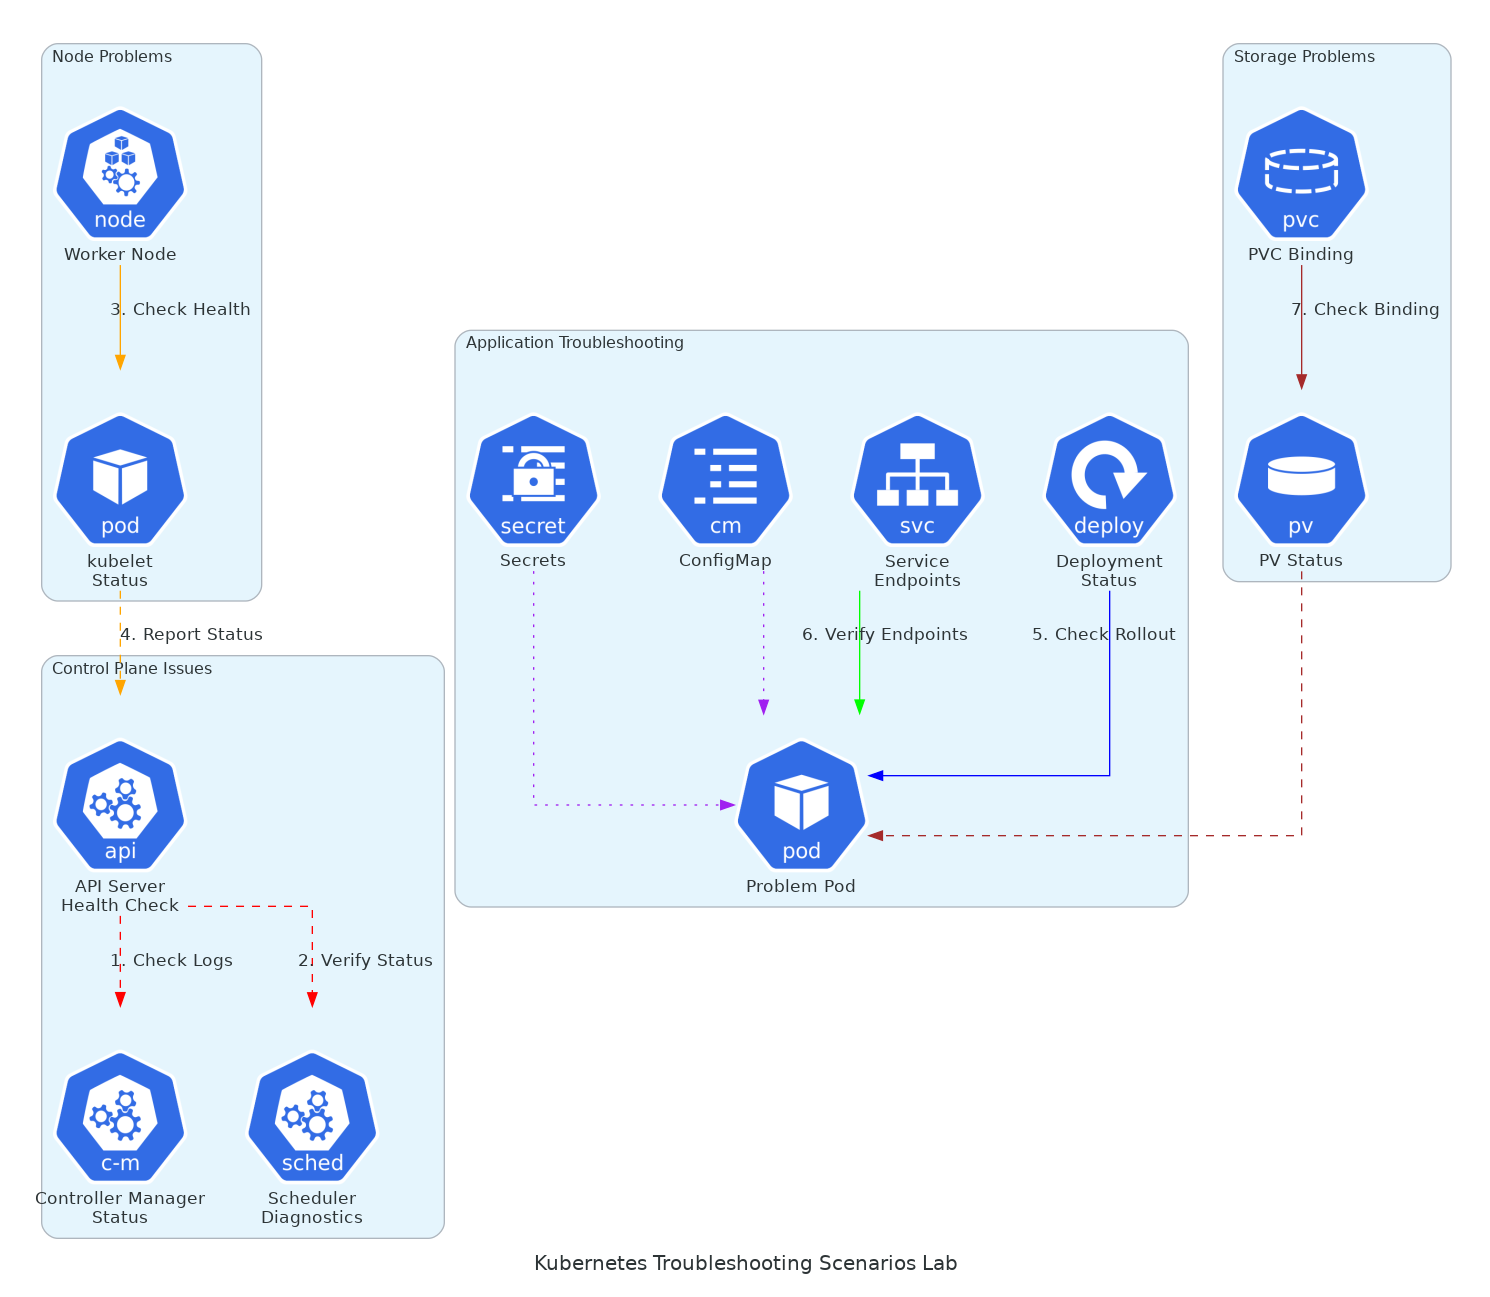 Node Problems
node
Worker Node
3. Check Health
pod
kubelet
Status
4. Report Status
Control Plane Issues
api
API Server
Health Check
1. Check Logs
2. Verify Status
c-m
Controller Manager
Status
sched
Scheduler
Diagnostics
Application Troubleshooting
secret
Secrets
cm
ConfigMap
svc
Service
Endpoints
deploy
Deployment
Status
6. Verify Endpoints
5. Check Rollout
pod
Problem Pod
Storage Problems
pvc
PVC Binding
7. Check Binding
pv
PV Status
Kubernetes Troubleshooting Scenarios Lab